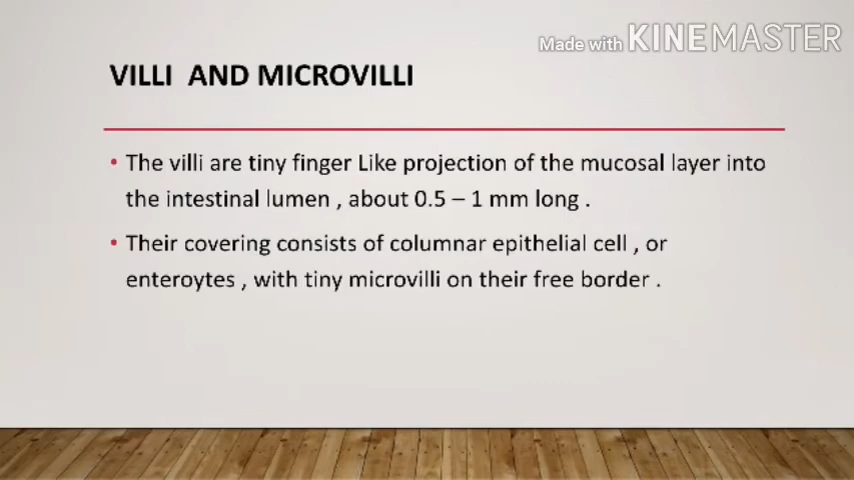 Made with KINEMASTER
VILLI AND MICROVILLI
• The villi are tiny finger Like projection of the mucosal layer into
the intestinal lumen , about 0.5 – 1 mm long .
• Their covering consists of columnar epithelial cell , or
enteroytes , with tiny microvilli on their free border .